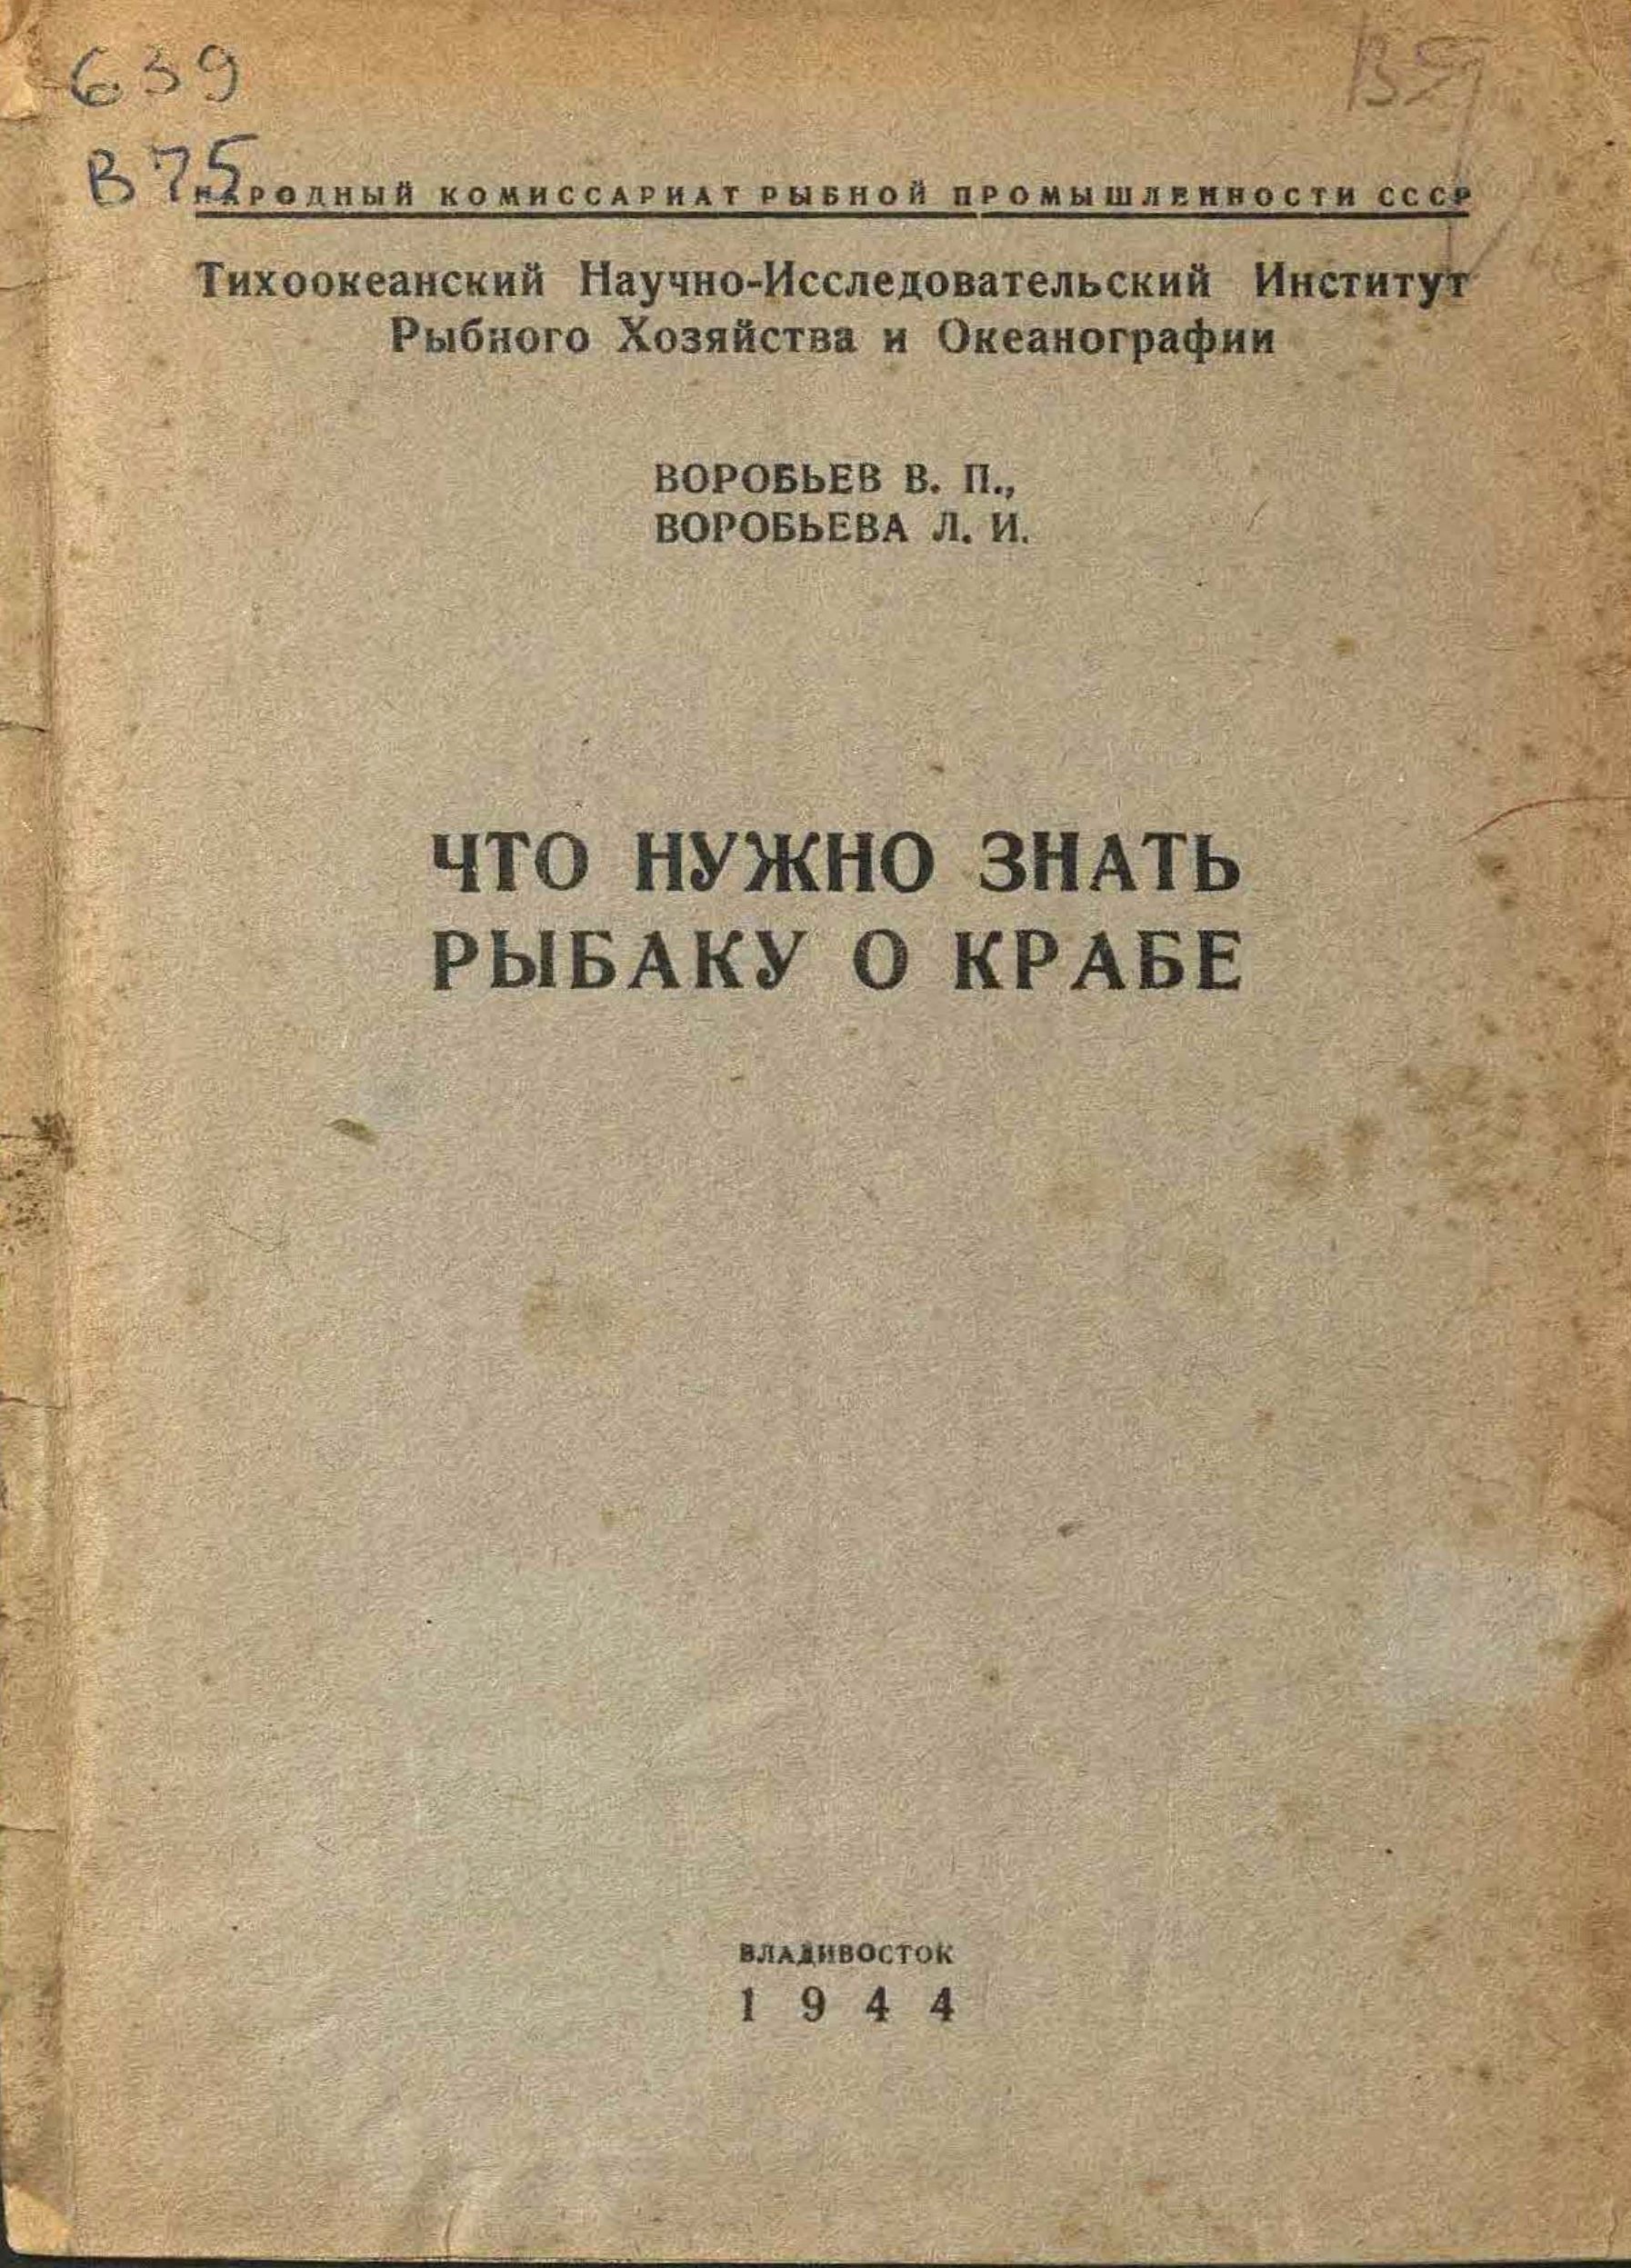 639
В75
НАРОДНЫЙ КОМИССАРИАТ РЫБНОЙ ПРОМЫШЛЕННОСТИ СССР
Тихоокеанский Научно-Исследовательский Институт
Рыбного Хозяйства и Океанографии
ВОРОБЬЕВ В. П.,
ВОРОБЬЕВА Л. И.
ЧТО НУЖНО ЗНАТЬ
РЫБАКУ О КРАБЕ
ВЛАДИВОСТОК
1944